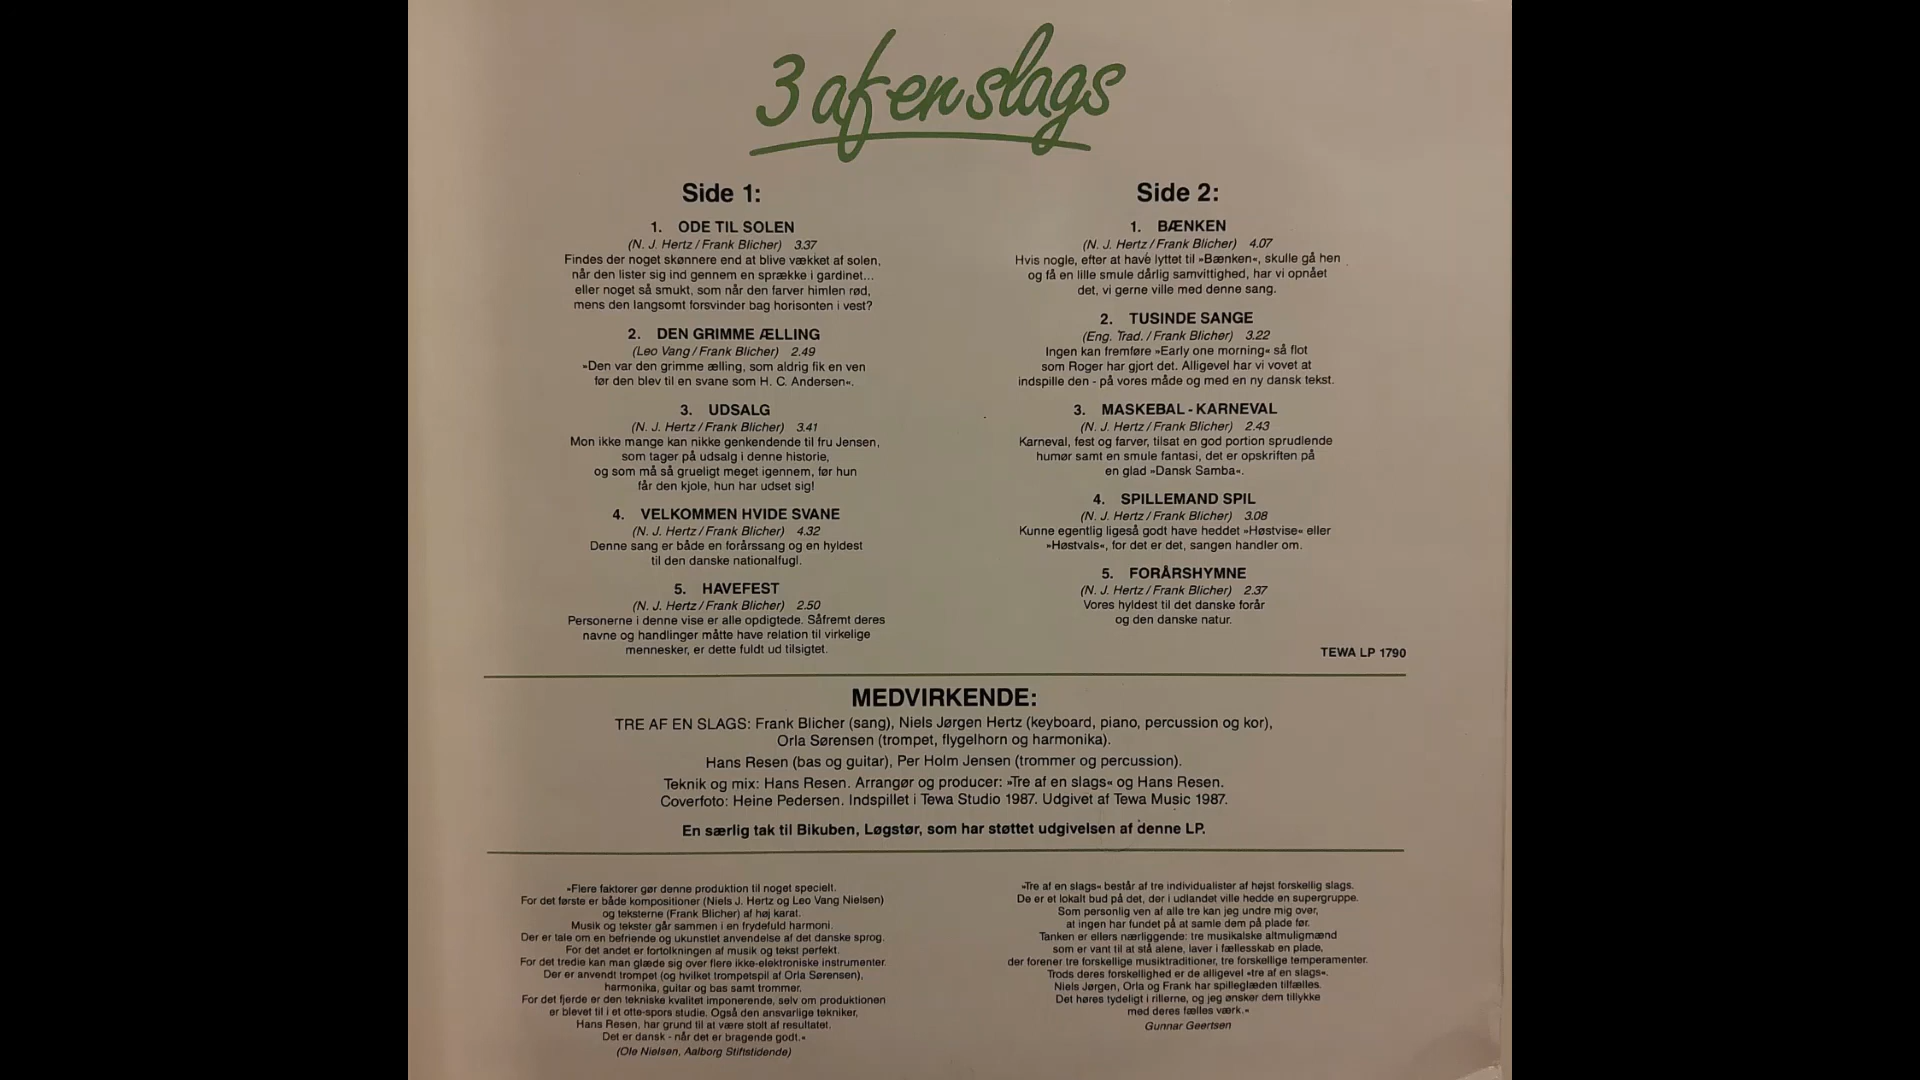 3 af en slags
Side 1:
1. ODE TIL SOLEN
(N. J. Hertz / Frank Blicher) 3.37
Findes der noget skønnere end at blive vækket af solen,
når den lister sig ind gennem en sprække i gardinet...
eller noget så smukt, som når den farver himlen rød,
mens den langsomt forsvinder bag horisonten i vest?
2. DEN GRIMME ÆLLING
(Leo Vang / Frank Blicher) 2.49
»Den var den grimme ælling, som aldrig fik en ven
før den blev til en svane som H. C. Andersen«.
3. UDSALG
(N. J. Hertz / Frank Blicher) 3.41
Mon ikke mange kan nikke genkendende til fru Jensen,
som tager på udsalg i denne historie,
og som må så grueligt meget igennem, før hun
får den kjole, hun har udset sig!
4. VELKOMMEN HVIDE SVANE
(N. J. Hertz / Frank Blicher) 4.32
Denne sang er både en forårssang og en hyldest
til den danske nationalfugl.
5. HAVEFEST
(N. J. Hertz / Frank Blicher) 2.50
Personerne i denne vise er alle opdigtede. Såfremt deres
navne og handlinger måtte have relation til virkelige
mennesker, er dette fuldt ud tilsigtet.
Side 2:
1. BÆNKEN
(N. J. Hertz / Frank Blicher) 4.07
Hvis nogle, efter at have lyttet til »Bænken«, skulle gå hen
og få en lille smule dårlig samvittighed, har vi opnået
det, vi gerne ville med denne sang.
2. TUSINDE SANGE
(Eng. Trad. / Frank Blicher) 3.22
Ingen kan fremføre »Early one morning« så flot
som Roger har gjort det. Alligevel har vi vovet at
indspille den - på vores måde og med en ny dansk tekst.
3. MASKEBAL - KARNEVAL
(N. J. Hertz / Frank Blicher) 2.43
Karneval, fest og farver, tilsat en god portion sprudlende
humør samt en smule fantasi, det er opskriften på
en glad »Dansk Samba«.
4. SPILLEMAND SPIL
(N. J. Hertz / Frank Blicher) 3.08
Kunne egentlig ligeså godt have heddet »Høstvise« eller
»Høstvals«, for det er det, sangen handler om.
5. FORÅRSHYMNE
(N. J. Hertz / Frank Blicher) 2.37
Vores hyldest til det danske forår
og den danske natur.
TEWA LP 1790
MEDVIRKENDE:
TRE AF EN SLAGS: Frank Blicher (sang), Niels Jørgen Hertz (keyboard, piano, percussion og kor),
Orla Sørensen (trompet, flygelhorn og harmonika).
Hans Resen (bas og guitar), Per Holm Jensen (trommer og percussion).
Teknik og mix: Hans Resen. Arrangør og producer: »Tre af en slags« og Hans Resen.
Coverfoto: Heine Pedersen. Indspillet i Tewa Studio 1987. Udgivet af Tewa Music 1987.
En særlig tak til Bikuben, Løgstør, som har støttet udgivelsen af denne LP.
»Flere faktorer gør denne produktion til noget specielt.
For det første er både kompositioner (Niels J. Hertz og Leo Vang Nielsen)
og teksterne (Frank Blicher) af høj karat.
Musik og tekster går sammen i en frydefuld harmoni.
Der er tale om en befriende og ukunstlet anvendelse af det danske sprog.
For det andet er fortolkningen af musik og tekst perfekt.
For det tredie kan man glæde sig over flere ikke-elektroniske instrumenter.
Der er anvendt trompet (og hvilket trompetspil af Orla Sørensen),
harmonika, guitar og bas samt trommer.
For det fjerde er den tekniske kvalitet imponerende, selv om produktionen
er blevet til i et otte-spors studie. Også den ansvarlige tekniker,
Hans Resen, har grund til at være stolt af resultatet.
Det er dansk - når det er bragende godt.«
(Ole Nielsen, Aalborg Stiftstidende)
»Tre af en slags« består af tre individualister af højst forskellig slags.
De er et lokalt bud på det, der i udlandet ville hedde en supergruppe.
Som personlig ven af alle tre kan jeg undre mig over,
at ingen har fundet på at samle dem på plade før.
Tanken er ellers nærliggende: tre musikalske altmuligmænd
som er vant til at stå alene, laver i fællesskab en plade,
der forener tre forskellige musiktraditioner, tre forskellige temperamenter.
Trods deres forskellighed er de alligevel »tre af en slags«.
Niels Jørgen, Orla og Frank har spilleglæden tilfælles.
Det høres tydeligt i rillerne, og jeg ønsker dem tillykke
med deres fælles værk.«
Gunnar Geertsen